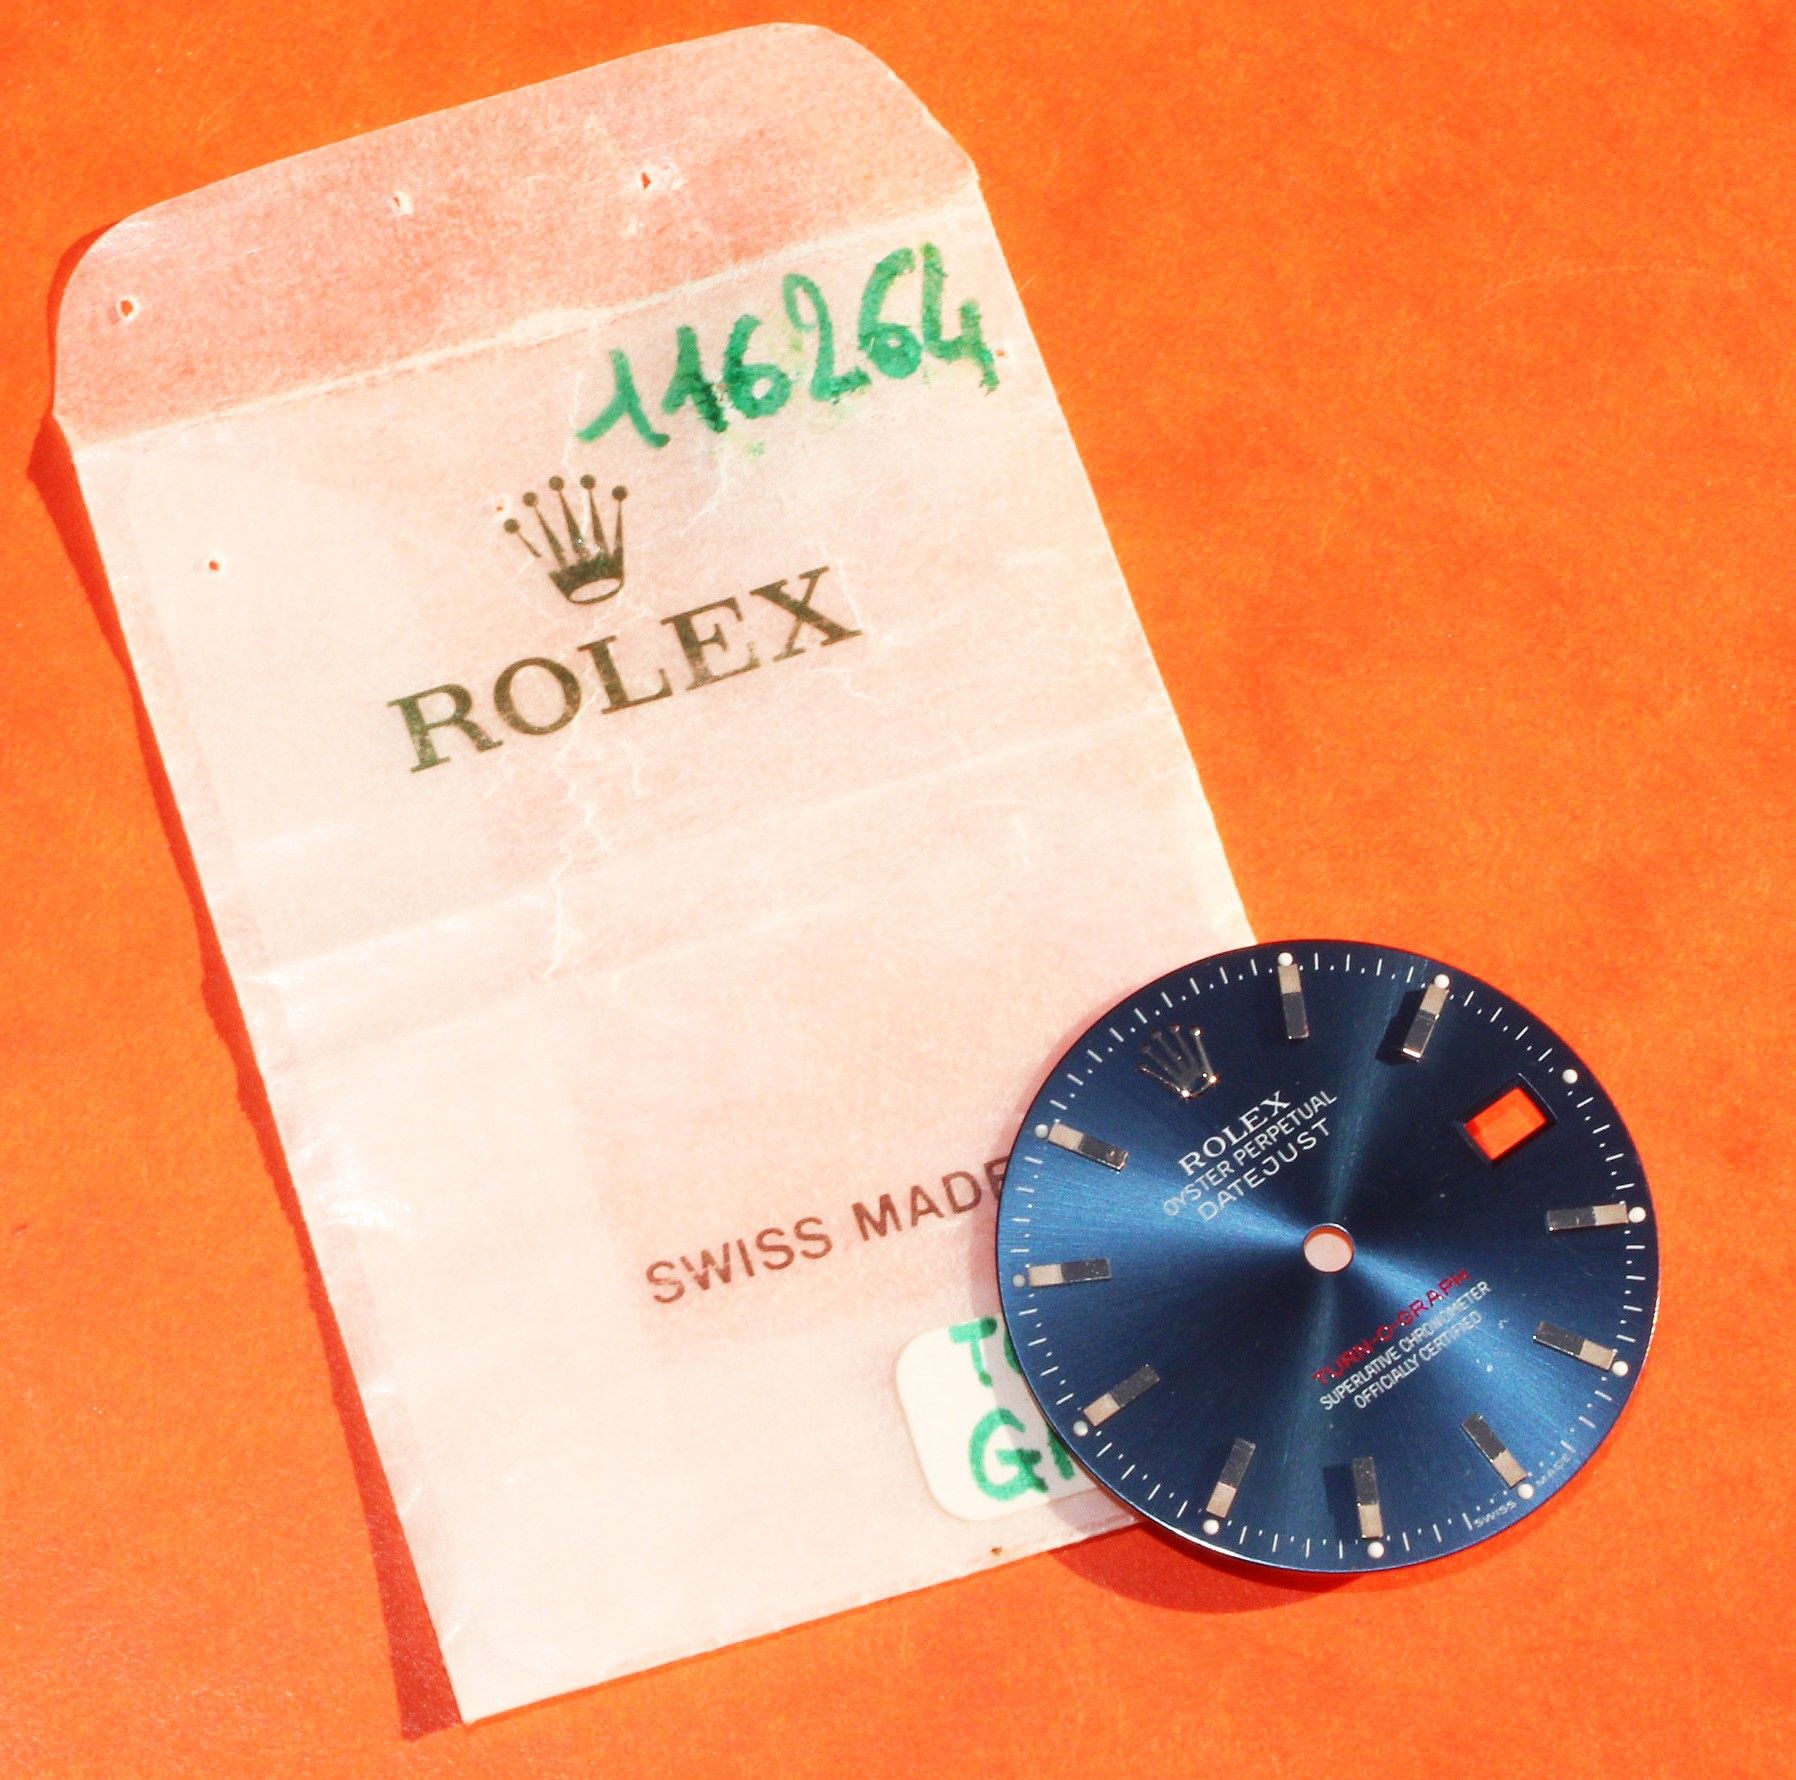 116264
ROLEX
SWISS MADE
ROLEX
OYSTER PERPETUAL
DATEJUST
TURN-O-GRAPH
SUPERLATIVE CHRONOMETER
OFFICIALLY CERTIFIED
SWISS MADE